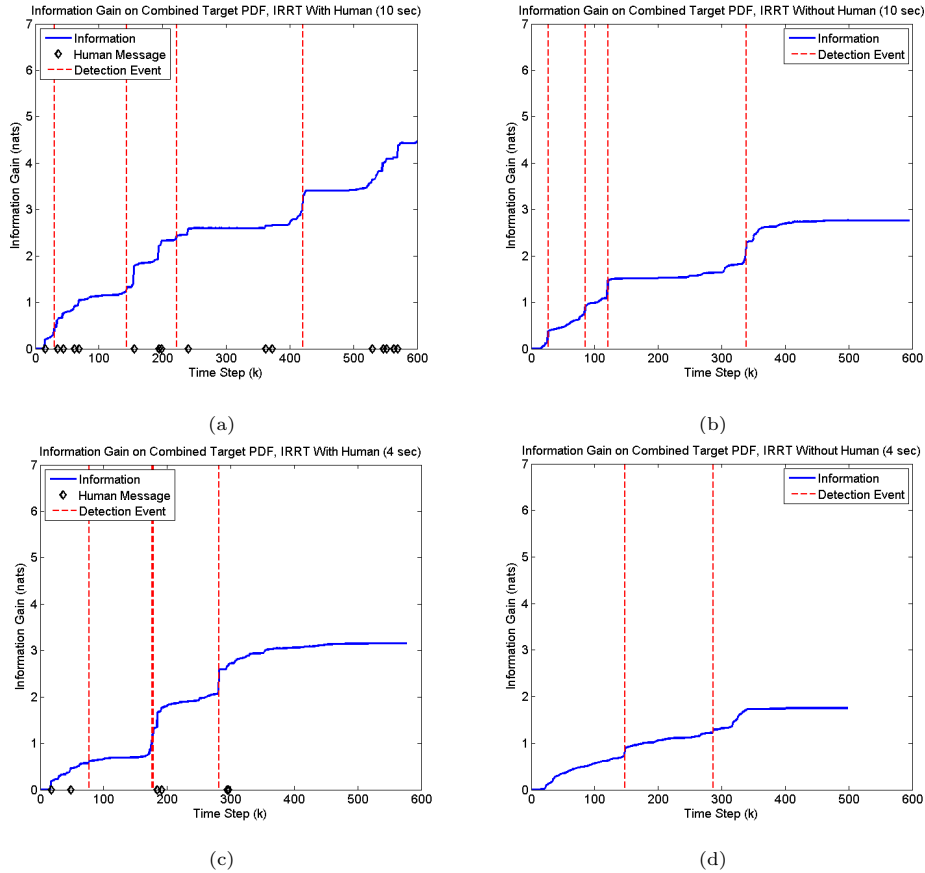 Information Gain on Combined Target PDF, IRRT With Human (10 sec)
Information
Human Message
Detection Event
Information Gain (nats)
7
6
5
4
3
2
1
0
0 100 200 300 400 500 600
Time Step (k)
(a)
Information Gain on Combined Target PDF, IRRT Without Human (10 sec)
Information
Detection Event
Information Gain (nats)
7
6
5
4
3
2
1
0
0 100 200 300 400 500 600
Time Step (k)
(b)
Information Gain on Combined Target PDF, IRRT With Human (4 sec)
Information
Human Message
Detection Event
Information Gain (nats)
7
6
5
4
3
2
1
0
0 100 200 300 400 500 600
Time Step (k)
(c)
Information Gain on Combined Target PDF, IRRT Without Human (4 sec)
Information
Detection Event
Information Gain (nats)
7
6
5
4
3
2
1
0
0 100 200 300 400 500 600
Time Step (k)
(d)